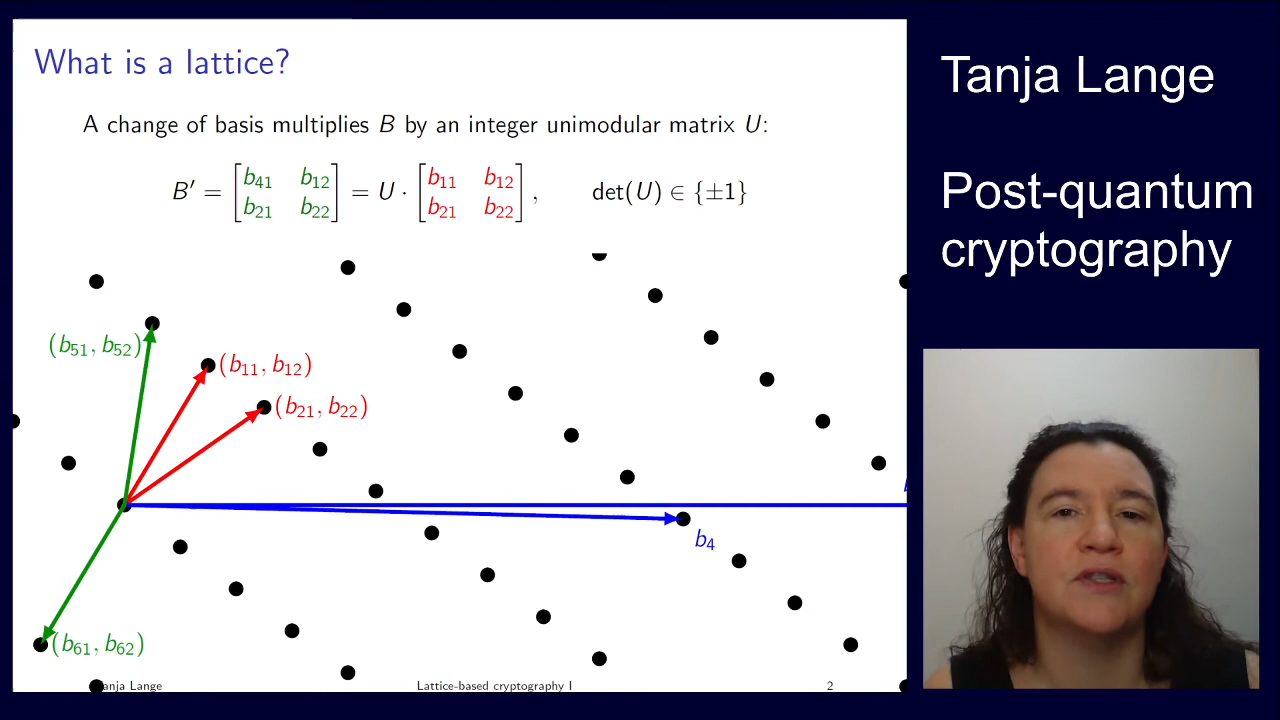 What is a lattice?
A change of basis multiplies B by an integer unimodular matrix U:
B′ = [b41 b12; b21 b22] = U · [b11 b12; b21 b22], det(U) ∈ {±1}
(b51, b52)
(b11, b12)
(b21, b22)
b4
(b61, b62)
Lange
Lattice-based cryptography I
2
Tanja Lange
Post-quantum
cryptography